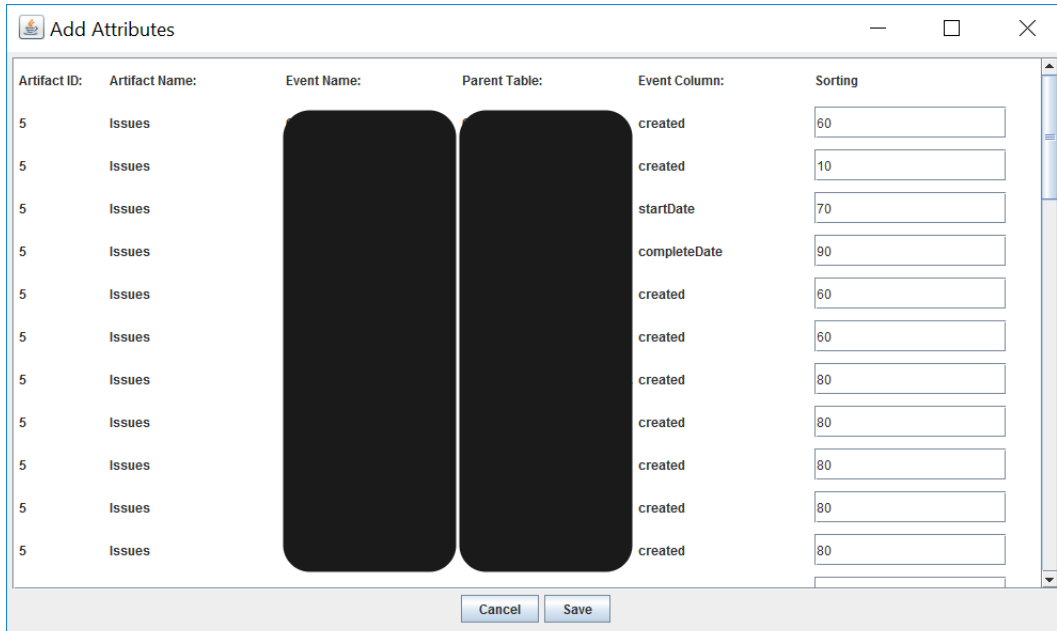 Add Attributes
Artifact ID: Artifact Name: Event Name: Parent Table: Event Column: Sorting
5 Issues created 60
5 Issues created 10
5 Issues startDate 70
5 Issues completeDate 90
5 Issues created 60
5 Issues created 60
5 Issues created 80
5 Issues created 80
5 Issues created 80
5 Issues created 80
5 Issues created 80
Cancel Save